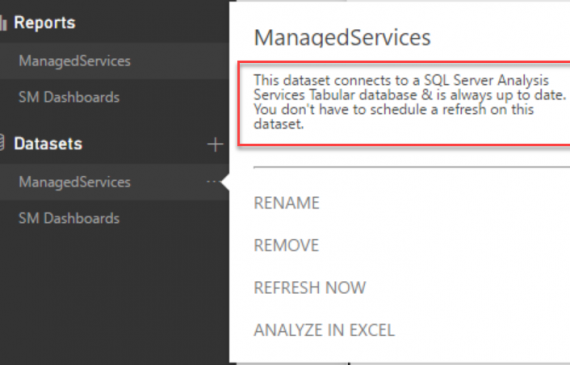 Reports
ManagedServices
SM Dashboards
Datasets
ManagedServices
SM Dashboards
ManagedServices
This dataset connects to a SQL Server Analysis
Services Tabular database & is always up to date.
You don't have to schedule a refresh on this
dataset.
RENAME
REMOVE
REFRESH NOW
ANALYZE IN EXCEL